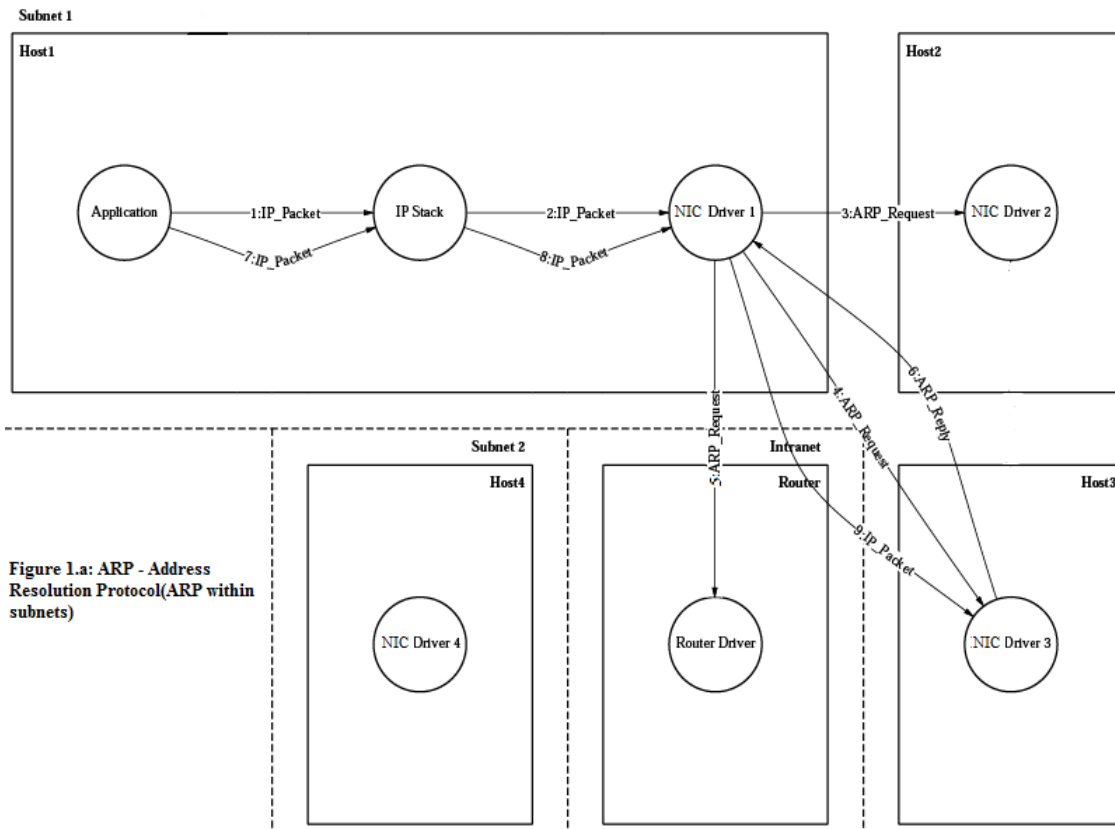 Subnet 1
Host1
Host2
Application
1:IP_Packet
IP Stack
2:IP_Packet
NIC Driver 1
3:ARP_Request
NIC Driver 2
7:IP_Packet
8:IP_Packet
6:ARP_Reply
4:ARP_Request
5:ARP_Request
9:IP_Packet
Subnet 2
Intranet
Host4
Router
Host3
Figure 1.a: ARP - Address
Resolution Protocol(ARP within
subnets)
NIC Driver 4
Router Driver
.NIC Driver 3